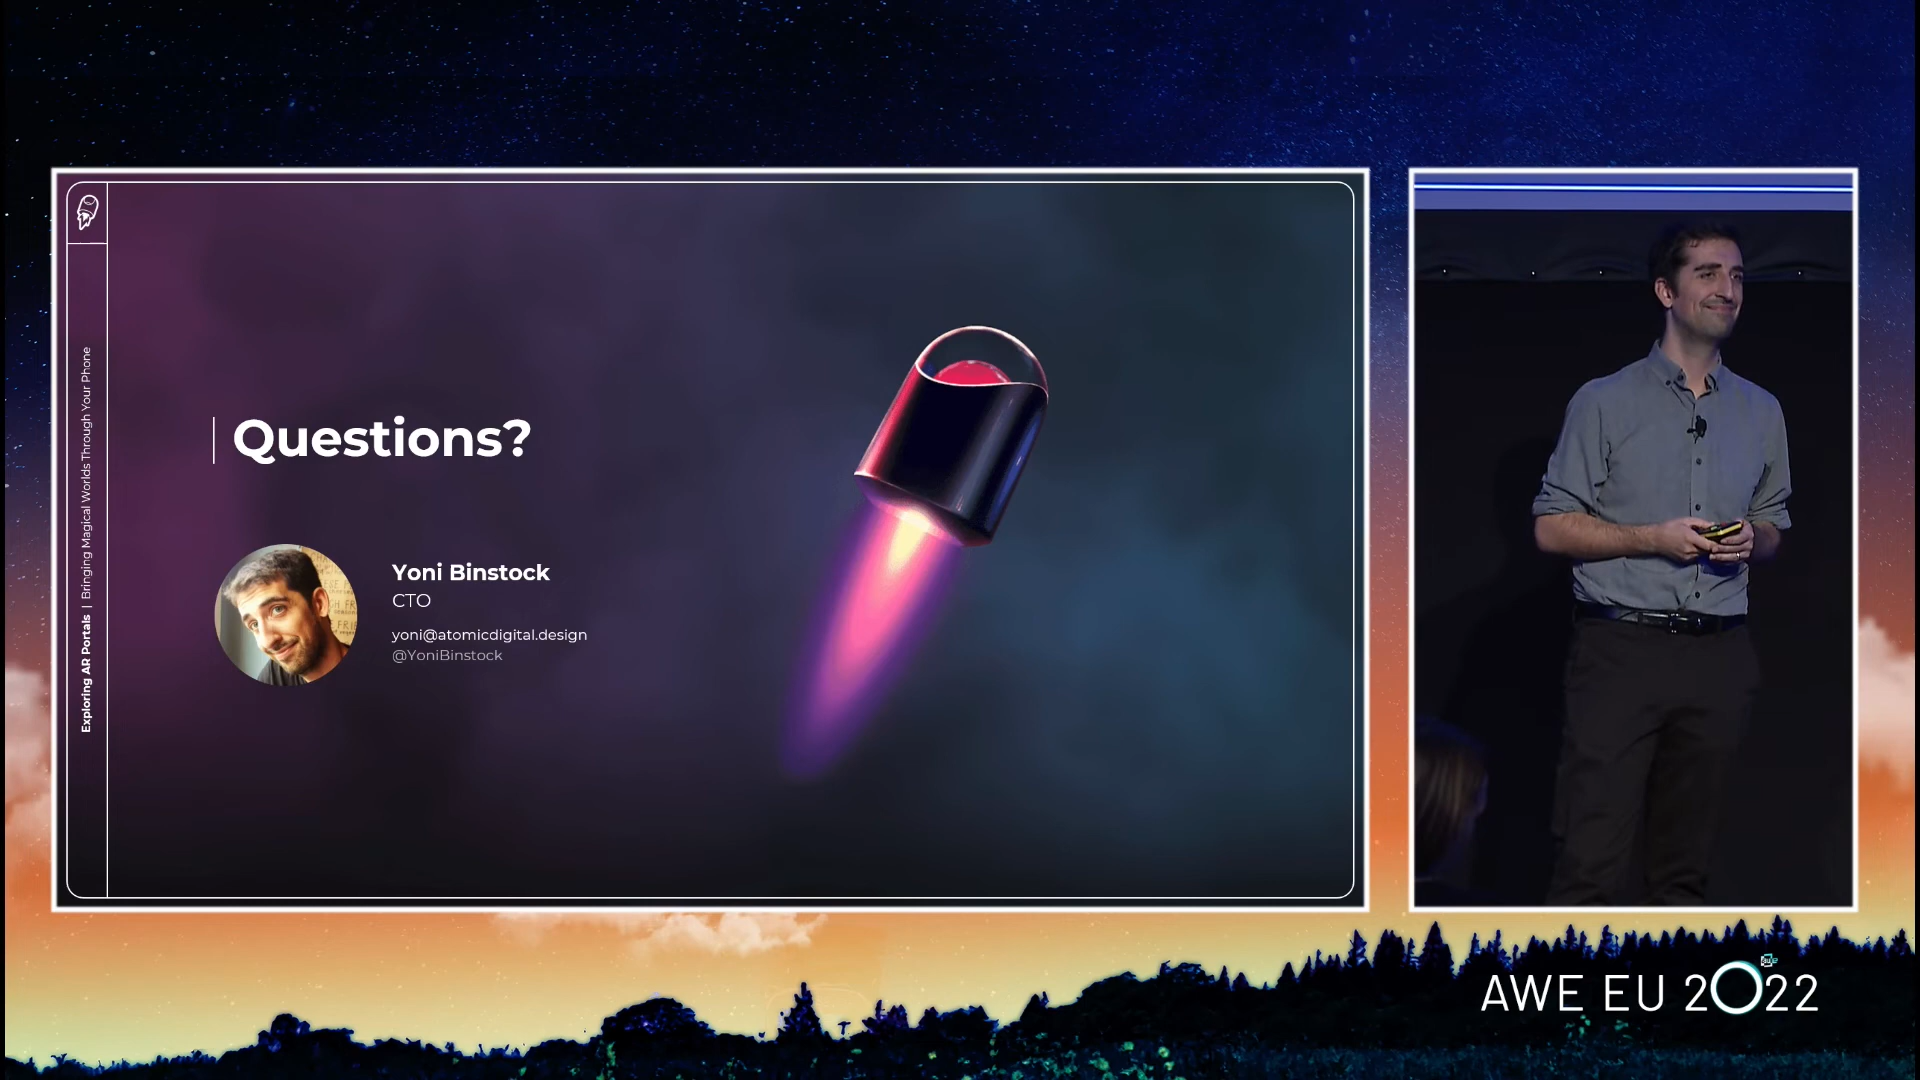 Exploring AR Portals | Bringing Magical Worlds Through Your Phone
Questions?
Yoni Binstock
CTO
yoni@atomicdigital.design
@YoniBinstock
AWE EU 2022